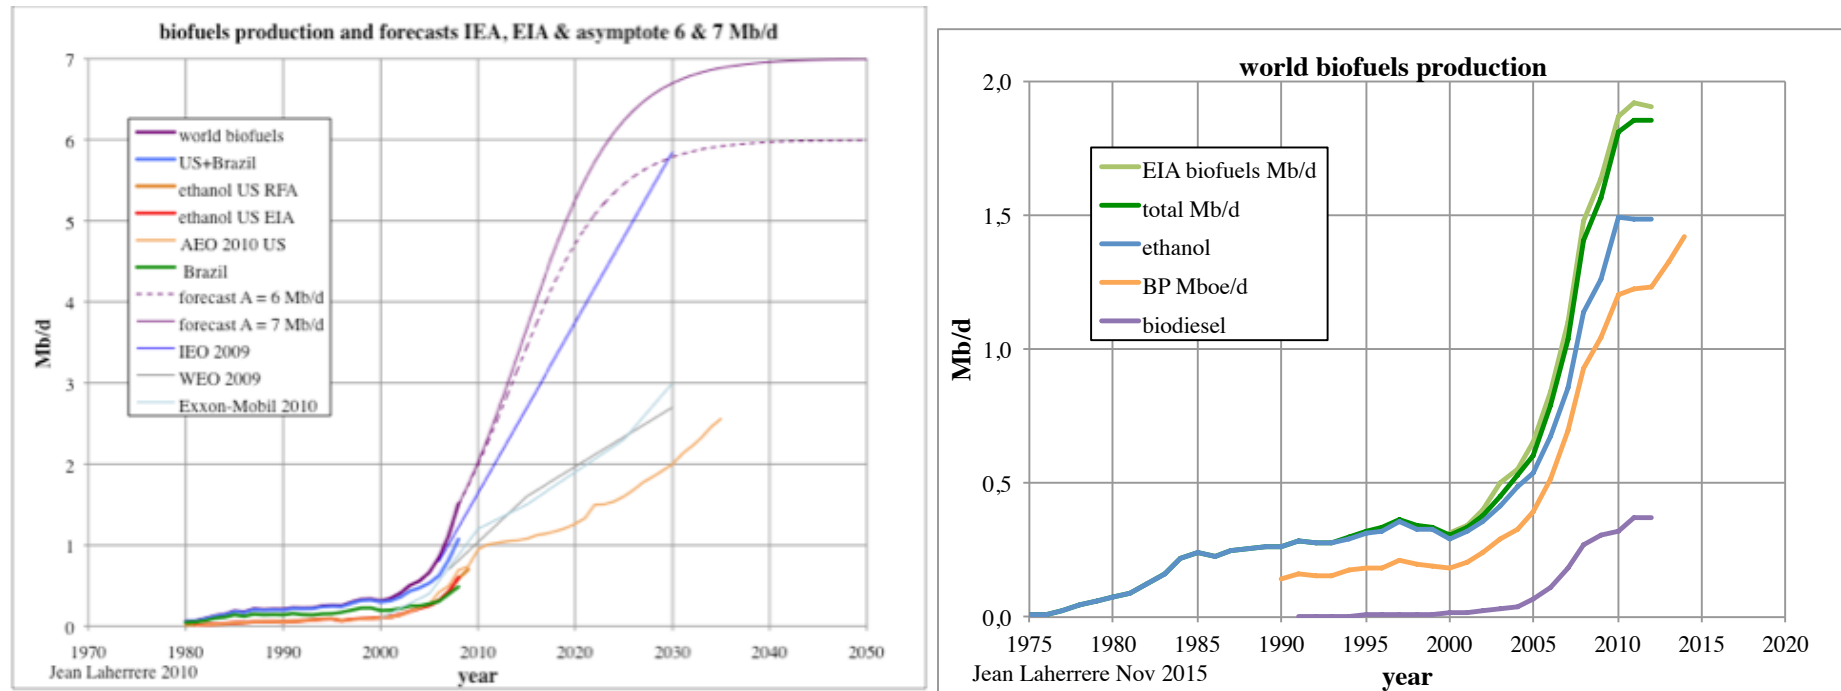 biofuels production and forecasts IEA, EIA & asymptote 6 & 7 Mb/d
7
6
5
4
3
2
1
0
Mb/d
world biofuels
US+Brazil
ethanol US RFA
ethanol US EIA
AEO 2010 US
Brazil
forecast A = 6 Mb/d
forecast A = 7 Mb/d
IEO 2009
WEO 2009
Exxon-Mobil 2010
1970 1980 1990 2000 2010 2020 2030 2040 2050
Jean Laherrere 2010
year
world biofuels production
2,0
1,5
1,0
0,5
0,0
Mb/d
EIA biofuels Mb/d
total Mb/d
ethanol
BP Mboe/d
biodiesel
1975 1980 1985 1990 1995 2000 2005 2010 2015 2020
Jean Laherrere Nov 2015
year